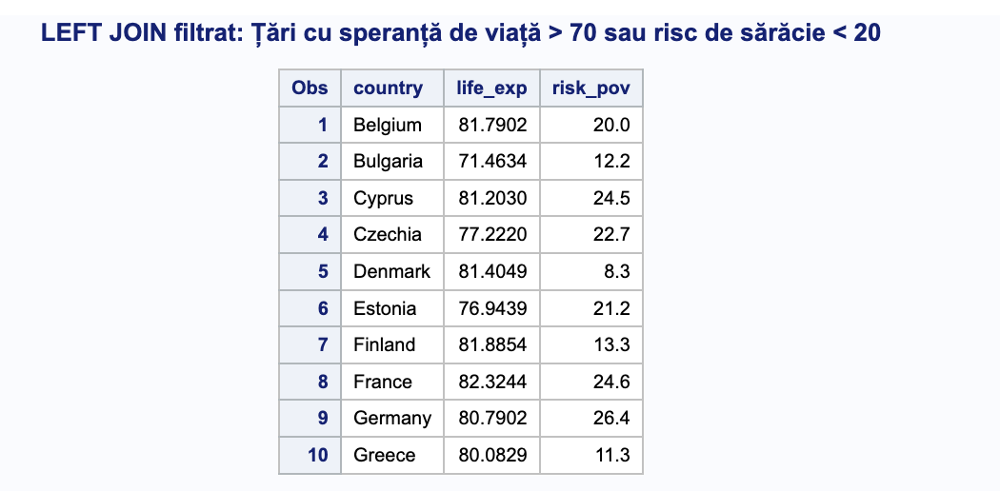 LEFT JOIN filtrat: Țări cu speranță de viață > 70 sau risc de sărăcie < 20
Obs country life_exp risk_pov
1 Belgium 81.7902 20.0
2 Bulgaria 71.4634 12.2
3 Cyprus 81.2030 24.5
4 Czechia 77.2220 22.7
5 Denmark 81.4049 8.3
6 Estonia 76.9439 21.2
7 Finland 81.8854 13.3
8 France 82.3244 24.6
9 Germany 80.7902 26.4
10 Greece 80.0829 11.3